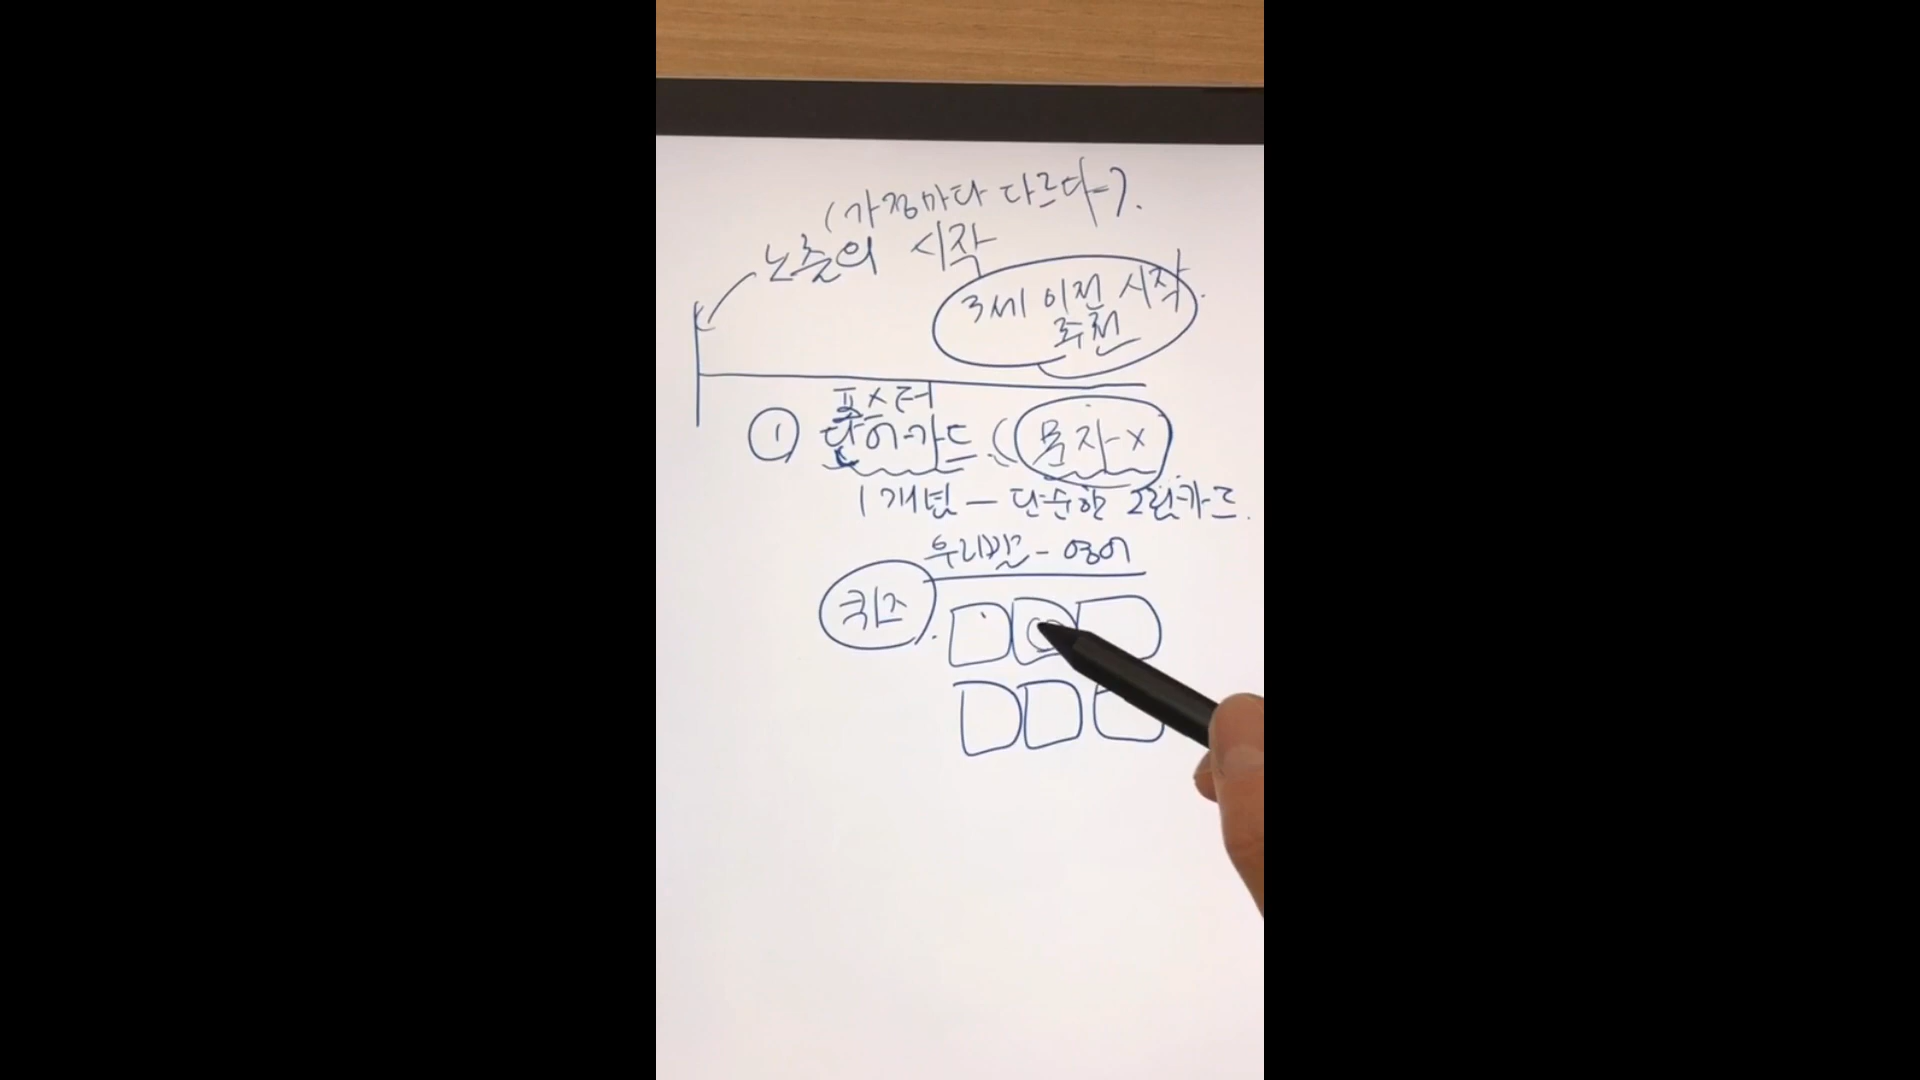 (가정마다 다르다).
노출의 시작
3세 이전 시작.
추천
포스터
① 단어카드 (문자 X
1개념 — 단순한 그림카드.
우리말 - 영어
퀴즈.